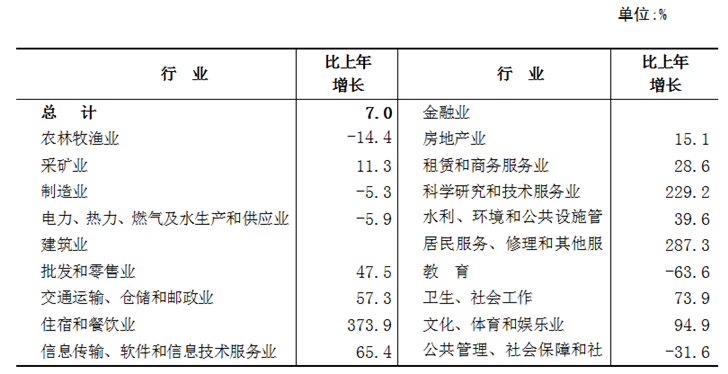 单位:%
行 业 比上年增长 行 业 比上年增长
总 计 7.0 金融业
农林牧渔业 -14.4 房地产业 15.1
采矿业 11.3 租赁和商务服务业 28.6
制造业 -5.3 科学研究和技术服务业 229.2
电力、热力、燃气及水生产和供应业 -5.9 水利、环境和公共设施管 39.6
建筑业 居民服务、修理和其他服 287.3
批发和零售业 47.5 教 育 -63.6
交通运输、仓储和邮政业 57.3 卫生、社会工作 73.9
住宿和餐饮业 373.9 文化、体育和娱乐业 94.9
信息传输、软件和信息技术服务业 65.4 公共管理、社会保障和社 -31.6